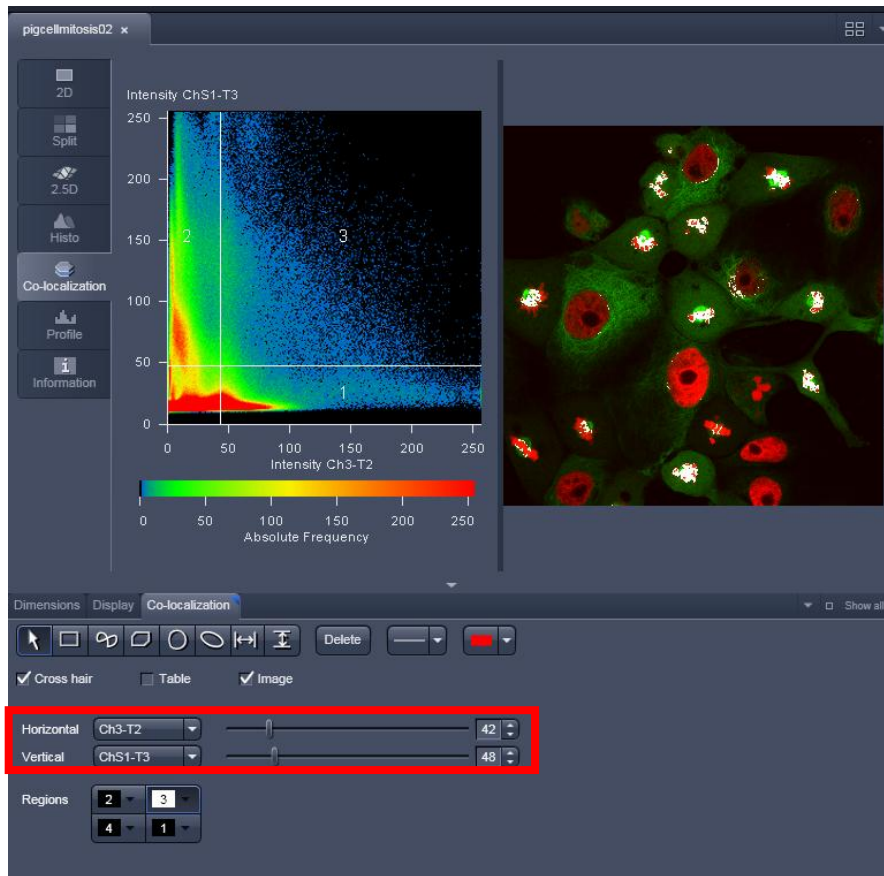 pigcellmitosis02 ×
2D
Split
2.5D
Histo
Co-localization
Profile
i
Information
Intensity ChS1-T3
250
200
150
100
50
0
2
3
1
0 50 100 150 200 250
Intensity Ch3-T2
0 50 100 150 200 250
Absolute Frequency
Dimensions Display Co-localization Show all
Delete
Cross hair Table Image
Horizontal Ch3-T2 42
Vertical ChS1-T3 48
Regions 2 3
4 1